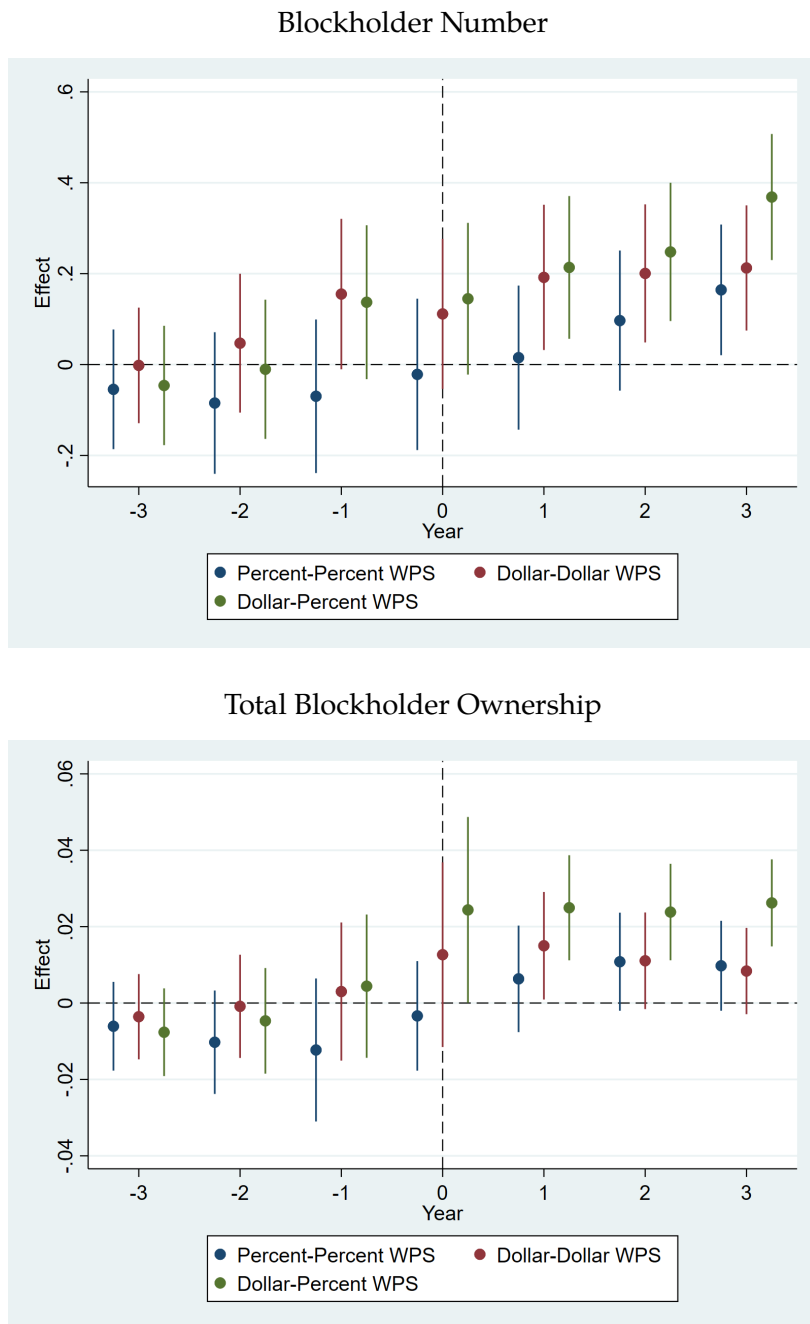 Blockholder Number
.6
.4
.2
0
-.2
Effect
-3 -2 -1 0 1 2 3
Year
Percent-Percent WPS Dollar-Dollar WPS
Dollar-Percent WPS
Total Blockholder Ownership
.06
.04
.02
0
-.02
-.04
Effect
-3 -2 -1 0 1 2 3
Year
Percent-Percent WPS Dollar-Dollar WPS
Dollar-Percent WPS